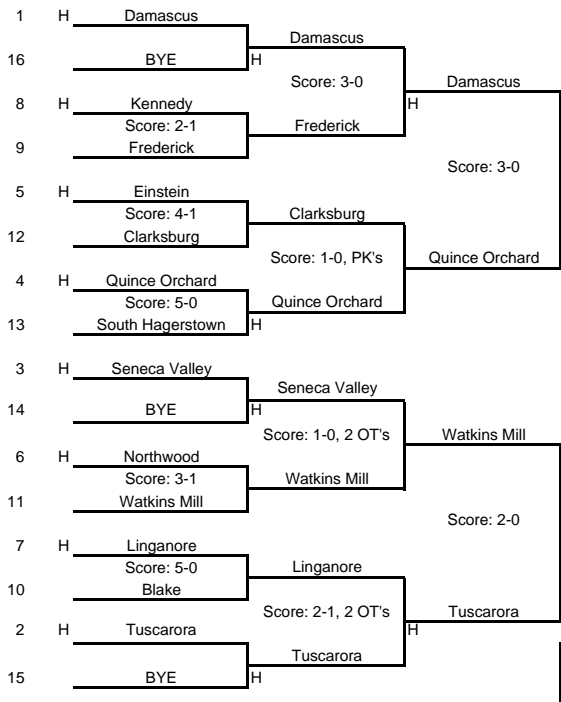 1 H Damascus
Damascus
16 BYE H
Score: 3-0 Damascus
8 H Kennedy H
Score: 2-1 Frederick
9 Frederick
Score: 3-0
5 H Einstein
Score: 4-1 Clarksburg
12 Clarksburg
Score: 1-0, PK's Quince Orchard
4 H Quince Orchard
Score: 5-0 Quince Orchard
13 South Hagerstown H
3 H Seneca Valley
Seneca Valley
14 BYE H
Score: 1-0, 2 OT's Watkins Mill
6 H Northwood
Score: 3-1 Watkins Mill
11 Watkins Mill
Score: 2-0
7 H Linganore
Score: 5-0 Linganore
10 Blake
Score: 2-1, 2 OT's Tuscarora
2 H Tuscarora H
Tuscarora
15 BYE H